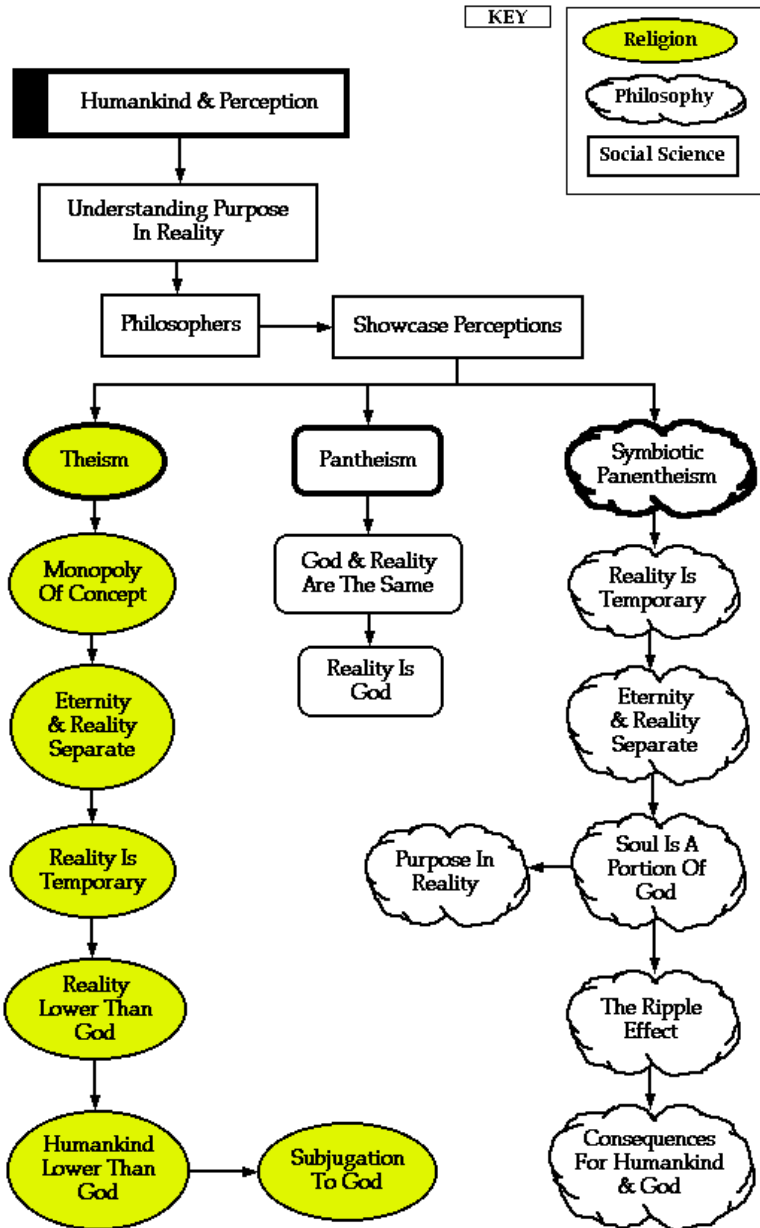 KEY
Religion
Philosophy
Social Science
Humankind & Perception
Understanding Purpose
In Reality
Philosophers
Showcase Perceptions
Theism
Pantheism
Symbiotic
Panentheism
Monopoly
Of Concept
God & Reality
Are The Same
Reality Is
Temporary
Eternity
& Reality
Separate
Reality Is
God
Eternity
& Reality
Separate
Reality Is
Temporary
Purpose In
Reality
Soul Is A
Portion Of
God
Reality
Lower Than
God
The Ripple
Effect
Humankind
Lower Than
God
Subjugation
To God
Consequences
For Humankind
& God